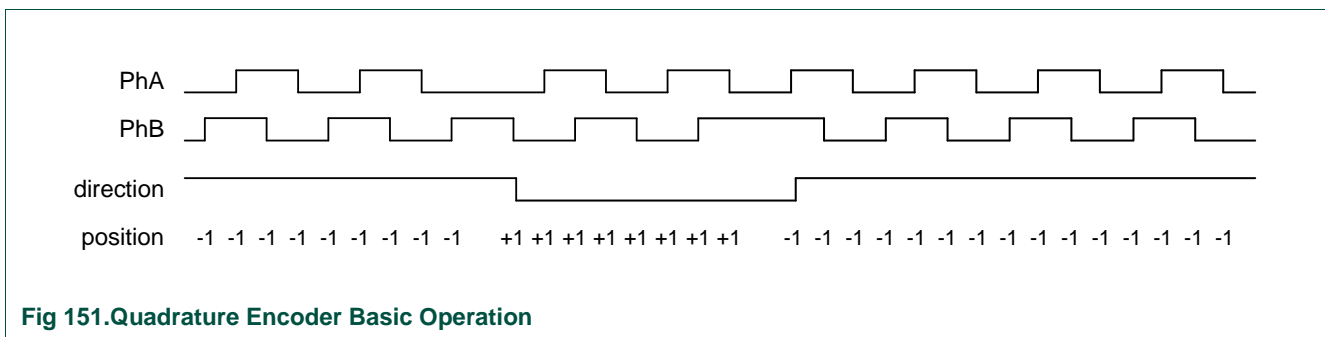 PhA
PhB
direction
position -1 -1 -1 -1 -1 -1 -1 -1 -1 +1 +1 +1 +1 +1 +1 +1 +1 -1 -1 -1 -1 -1 -1 -1 -1 -1 -1 -1 -1 -1 -1 -1
Fig 151.Quadrature Encoder Basic Operation